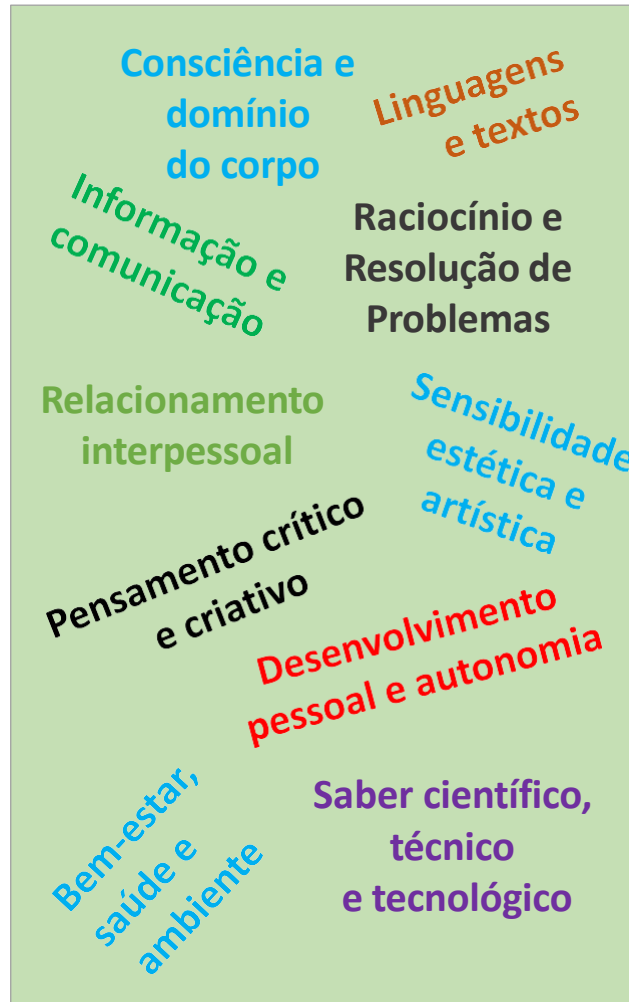 Consciência e
domínio
do corpo
Linguagens
e textos
Informação e
comunicação
Raciocínio e
Resolução de
Problemas
Relacionamento
interpessoal
Sensibilidade
estética e
artística
Pensamento crítico
e criativo
Desenvolvimento
pessoal e autonomia
Bem-estar,
saúde e
ambiente
Saber científico,
técnico
e tecnológico